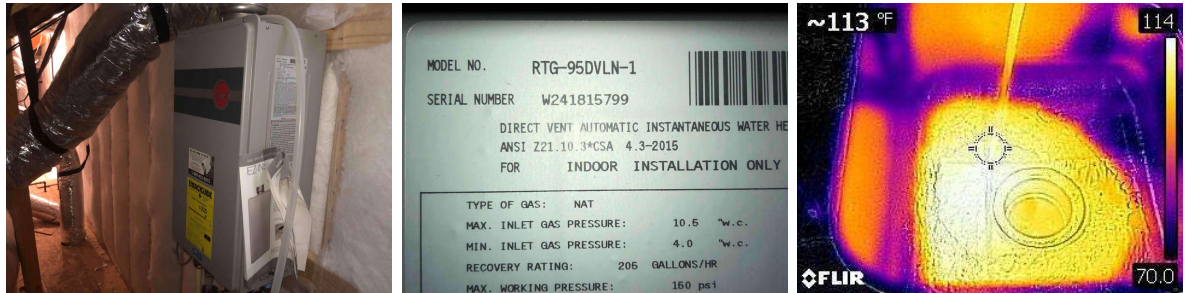 MODEL NO. RTG-95DVLN-1
SERIAL NUMBER W241815799
DIRECT VENT AUTOMATIC INSTANTANEOUS WATER HE
ANSI Z21.10.3*CSA 4.3-2015
FOR INDOOR INSTALLATION ONLY
TYPE OF GAS: NAT
MAX. INLET GAS PRESSURE: 10.5 "w.c.
MIN. INLET GAS PRESSURE: 4.0 "w.c.
RECOVERY RATING: 206 GALLONS/HR
MAX. WORKING PRESSURE: 150 psi
~113 °F
114
70.0
FLIR